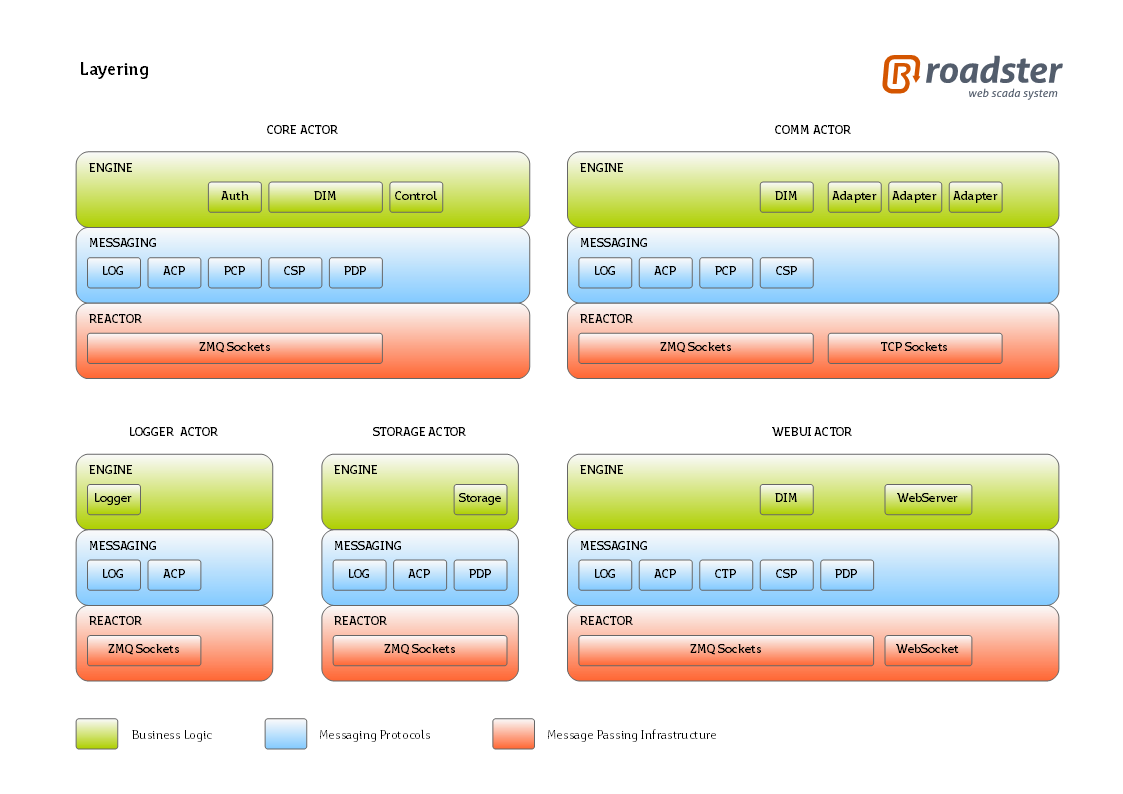 Layering
roadster
web scada system
CORE ACTOR
ENGINE
Auth DIM Control
MESSAGING
LOG ACP PCP CSP PDP
REACTOR
ZMQ Sockets
COMM ACTOR
ENGINE
DIM Adapter Adapter Adapter
MESSAGING
LOG ACP PCP CSP
REACTOR
ZMQ Sockets TCP Sockets
LOGGER ACTOR
ENGINE
Logger
MESSAGING
LOG ACP
REACTOR
ZMQ Sockets
STORAGE ACTOR
ENGINE
Storage
MESSAGING
LOG ACP PDP
REACTOR
ZMQ Sockets
WEBUI ACTOR
ENGINE
DIM WebServer
MESSAGING
LOG ACP CTP CSP PDP
REACTOR
ZMQ Sockets WebSocket
Business Logic Messaging Protocols Message Passing Infrastructure